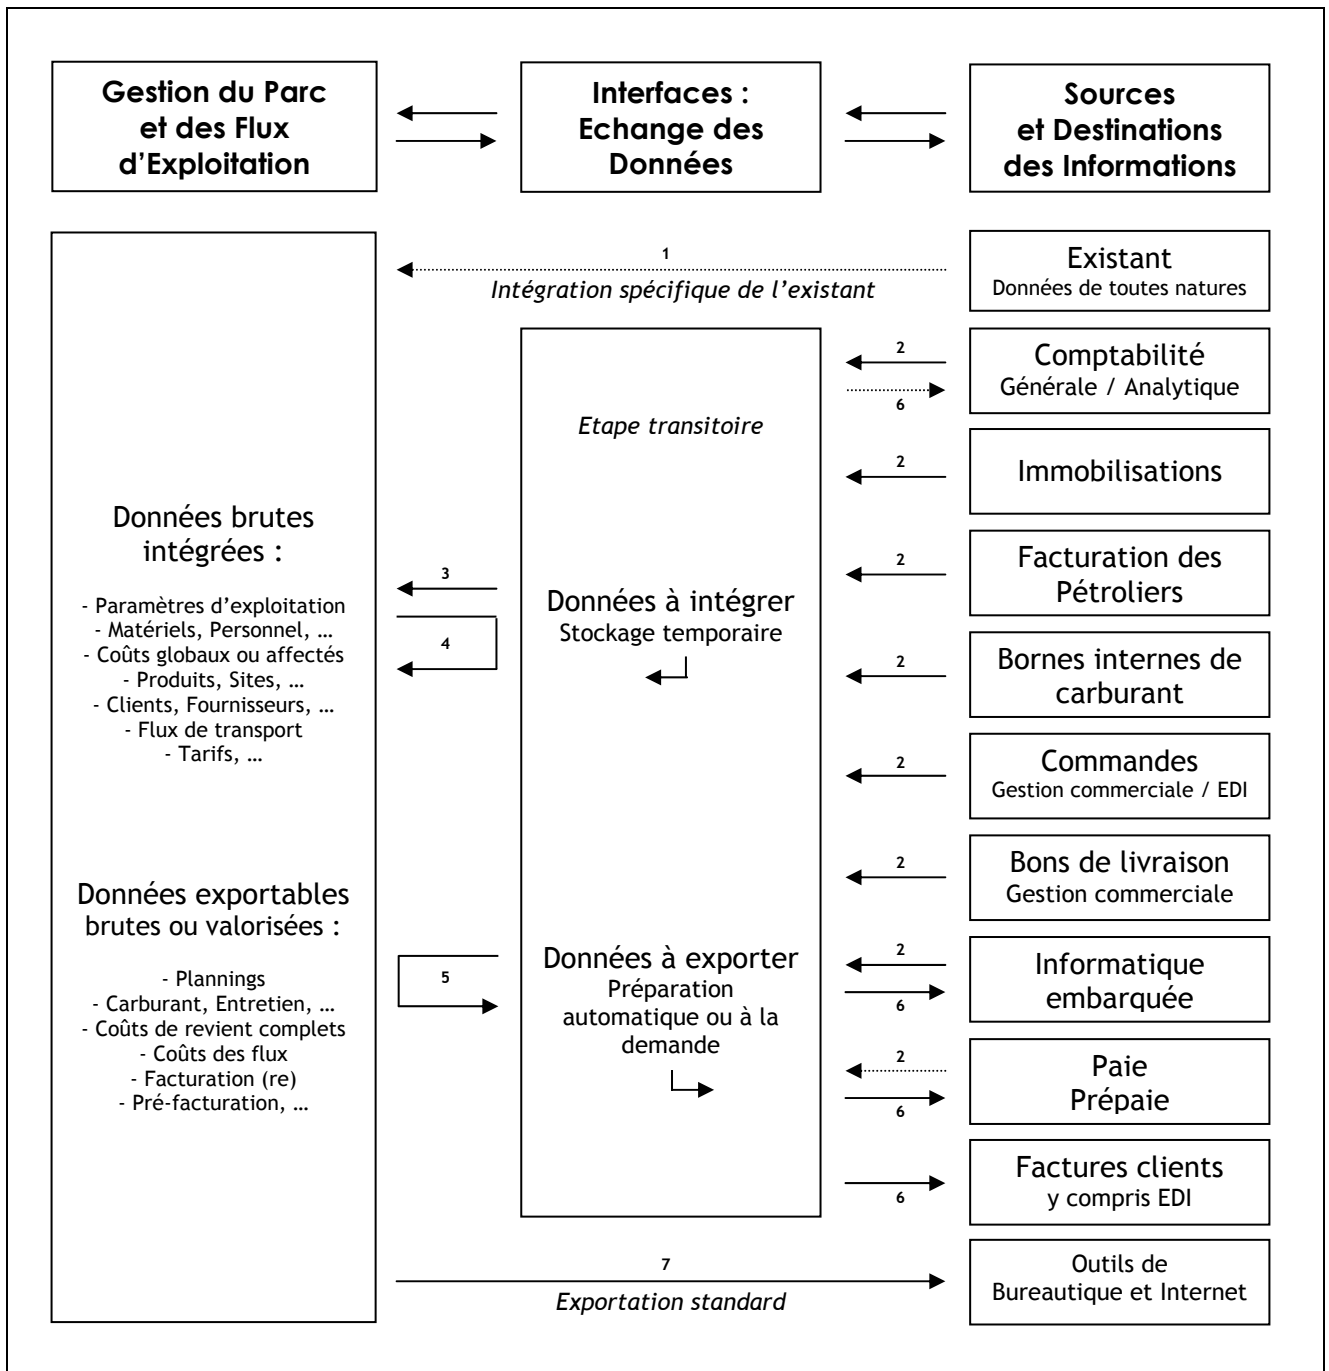 Gestion du Parc
et des Flux
d'Exploitation
Interfaces :
Echange des
Données
Sources
et Destinations
des Informations
1
Intégration spécifique de l'existant
Existant
Données de toutes natures
2
6
Comptabilité
Générale / Analytique
Etape transitoire
2
Immobilisations
Données brutes
intégrées :
- Paramètres d'exploitation
- Matériels, Personnel, …
- Coûts globaux ou affectés
- Produits, Sites, …
- Clients, Fournisseurs, …
- Flux de transport
- Tarifs, …
3
4
Données à intégrer
Stockage temporaire
2
Facturation des
Pétroliers
2
Bornes internes de
carburant
2
Commandes
Gestion commerciale / EDI
2
Bons de livraison
Gestion commerciale
Données exportables
brutes ou valorisées :
- Plannings
- Carburant, Entretien, …
- Coûts de revient complets
- Coûts des flux
- Facturation (re)
- Pré-facturation, …
5
Données à exporter
Préparation
automatique ou à la
demande
2
6
Informatique
embarquée
2
6
Paie
Prépaie
6
Factures clients
y compris EDI
7
Exportation standard
Outils de
Bureautique et Internet